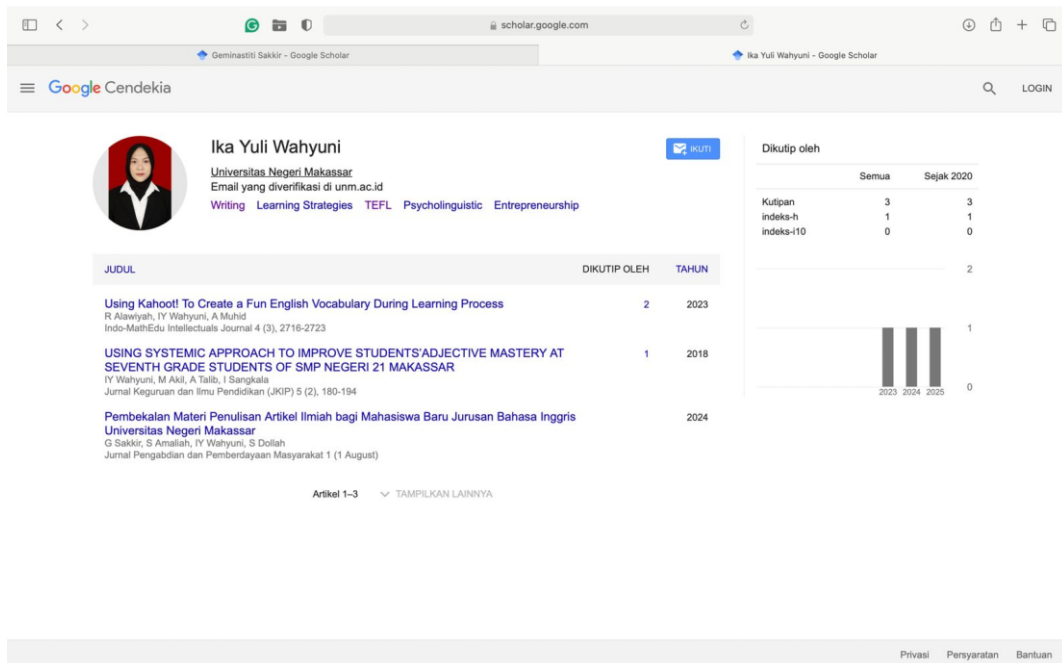 scholar.google.com
Geminastiti Sakkir - Google Scholar
Ika Yuli Wahyuni - Google Scholar
Google Cendekia
LOGIN
Ika Yuli Wahyuni
IKUTI
Universitas Negeri Makassar
Email yang diverifikasi di unm.ac.id
Writing Learning Strategies TEFL Psycholinguistic Entrepreneurship
JUDUL DIKUTIP OLEH TAHUN
Using Kahoot! To Create a Fun English Vocabulary During Learning Process 2 2023
R Alawiyah, IY Wahyuni, A Muhid
Indo-MathEdu Intellectuals Journal 4 (3), 2716-2723
USING SYSTEMIC APPROACH TO IMPROVE STUDENTS'ADJECTIVE MASTERY AT 1 2018
SEVENTH GRADE STUDENTS OF SMP NEGERI 21 MAKASSAR
IY Wahyuni, M Akil, A Talib, I Sangkala
Jurnal Keguruan dan Ilmu Pendidikan (JKIP) 5 (2), 180-194
Pembekalan Materi Penulisan Artikel Ilmiah bagi Mahasiswa Baru Jurusan Bahasa Inggris 2024
Universitas Negeri Makassar
G Sakkir, S Amaliah, IY Wahyuni, S Dollah
Jurnal Pengabdian dan Pemberdayaan Masyarakat 1 (1 August)
Artikel 1–3 TAMPILKAN LAINNYA
Dikutip oleh
Semua Sejak 2020
Kutipan 3 3
indeks-h 1 1
indeks-i10 0 0
2
1
0
2023 2024 2025
Privasi Persyaratan Bantuan